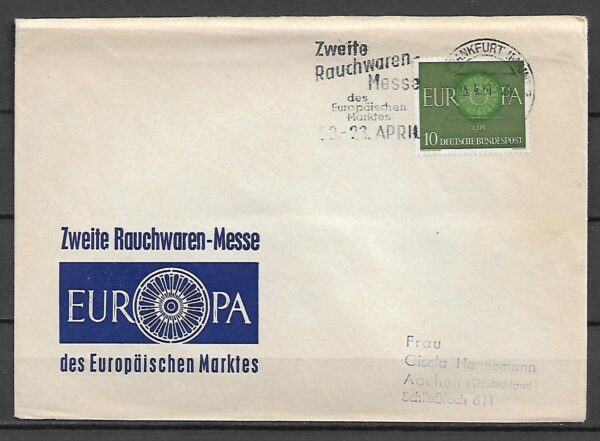 Zweite
Rauchwaren-
Messe
des
Europäischen
Marktes
APRIL
FRANKFURT (MAIN)
EUROPA
CEPT
10 DEUTSCHE BUNDESPOST
Zweite Rauchwaren-Messe
EUROPA
des Europäischen Marktes
Frau
Gisela Hannemann
Aachen (Deutschland)
Schließfach 611